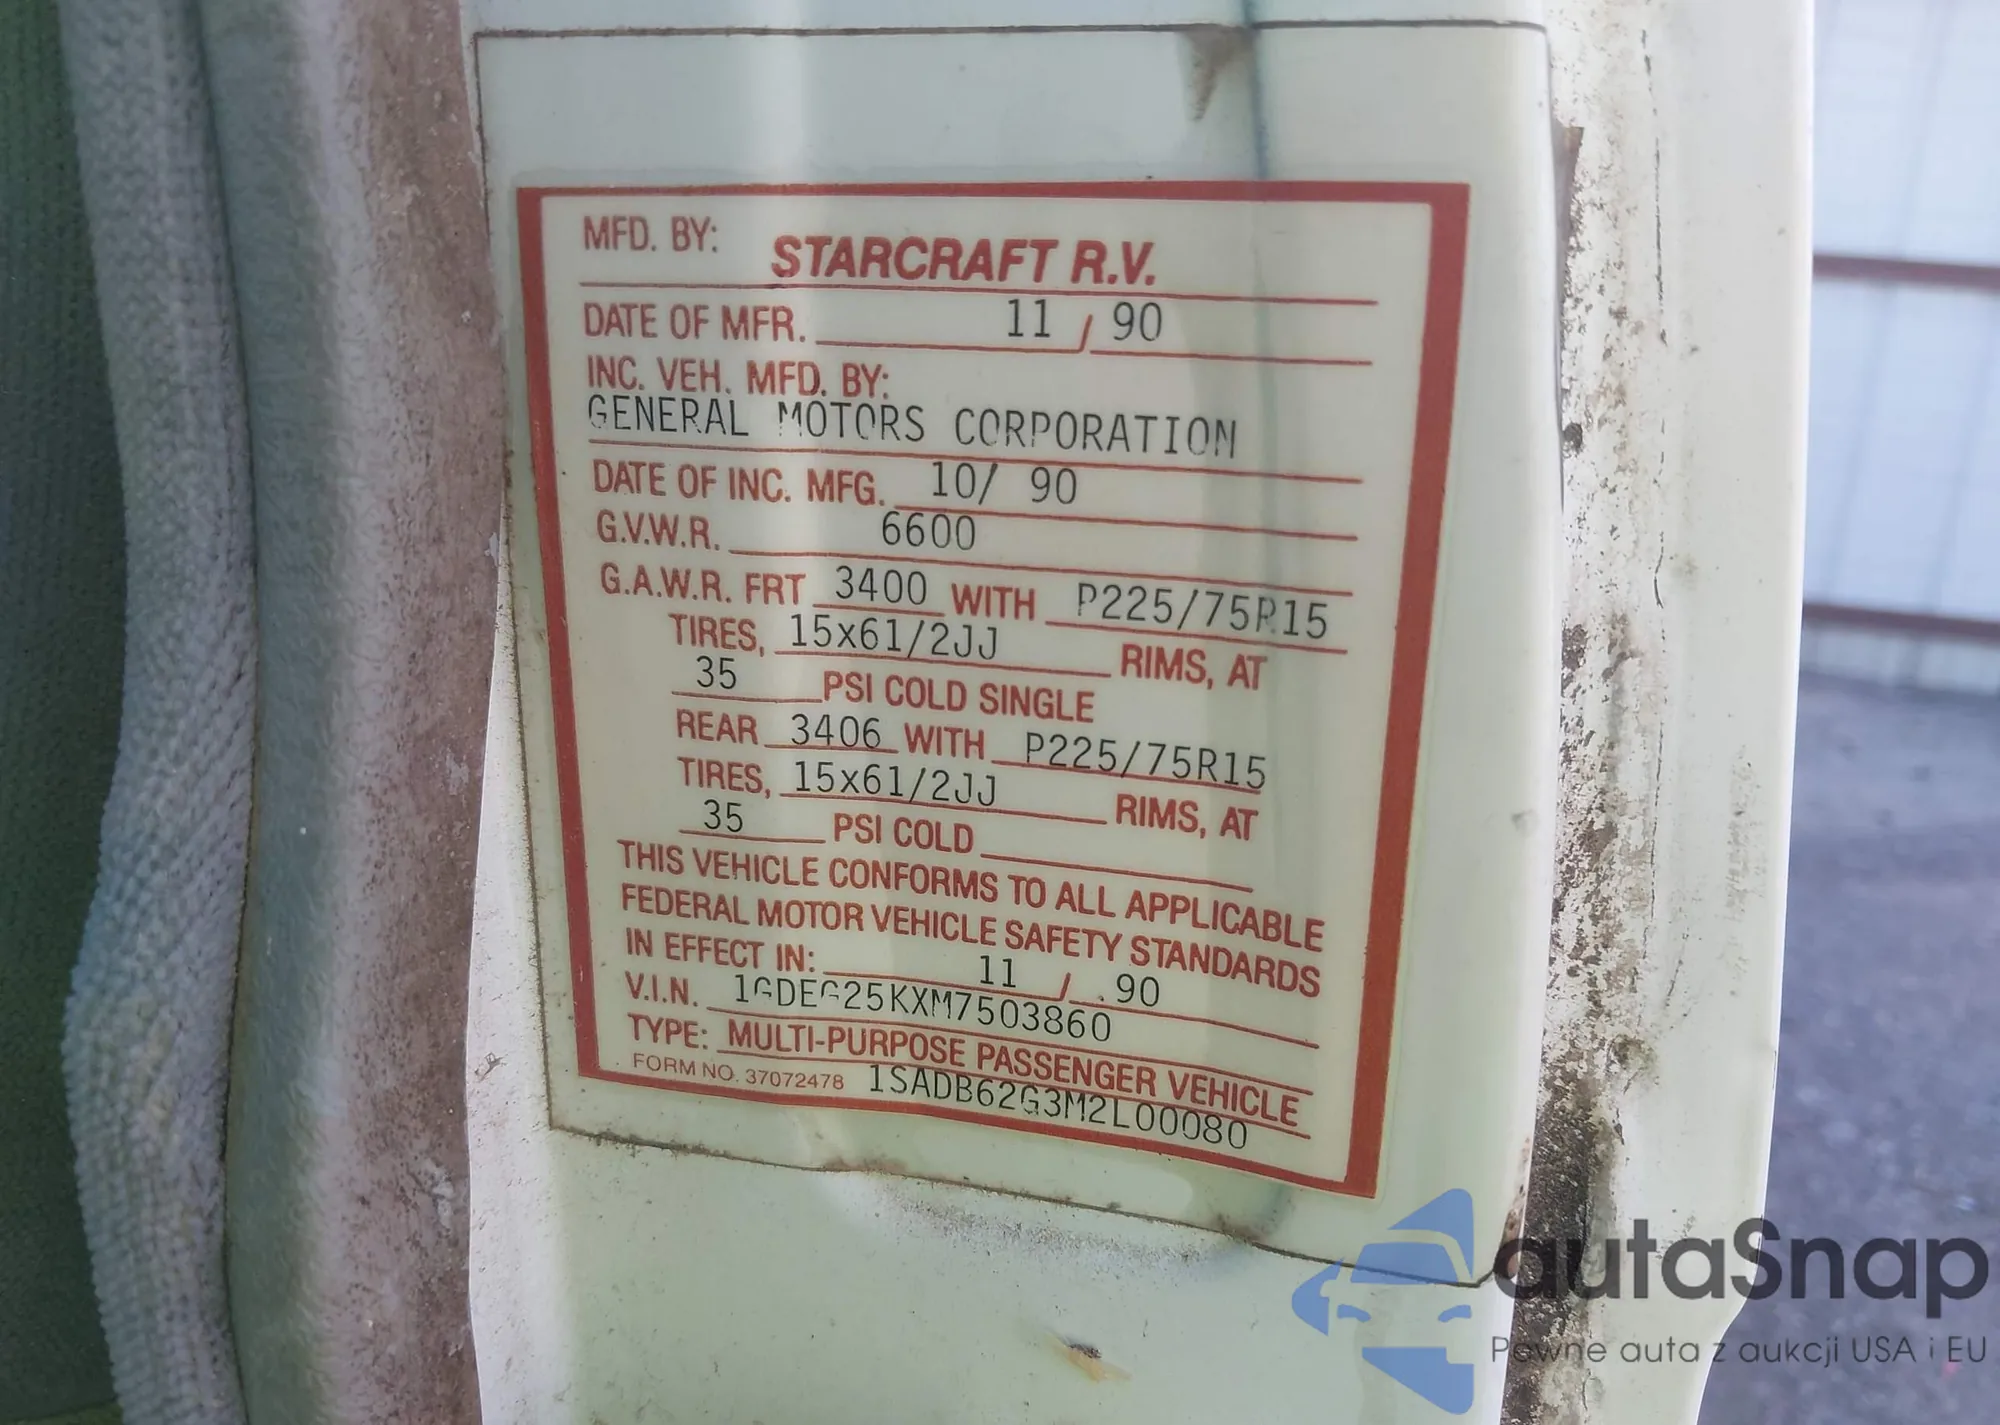 MFD. BY: STARCRAFT R.V.
DATE OF MFR. 11 / 90
INC. VEH. MFD. BY:
GENERAL MOTORS CORPORATION
DATE OF INC. MFG. 10/ 90
G.V.W.R. 6600
G.A.W.R. FRT 3400 WITH P225/75R15
TIRES, 15x61/2JJ RIMS, AT
35 PSI COLD SINGLE
REAR 3406 WITH P225/75R15
TIRES, 15x61/2JJ RIMS, AT
35 PSI COLD
THIS VEHICLE CONFORMS TO ALL APPLICABLE
FEDERAL MOTOR VEHICLE SAFETY STANDARDS
IN EFFECT IN: 11 / 90
V.I.N. 1GDEG25KXM7503860
TYPE: MULTI-PURPOSE PASSENGER VEHICLE
FORM NO. 37072478 1SADB62G3M2L00080
autaSnap
Pewne auta z aukcji USA i EU